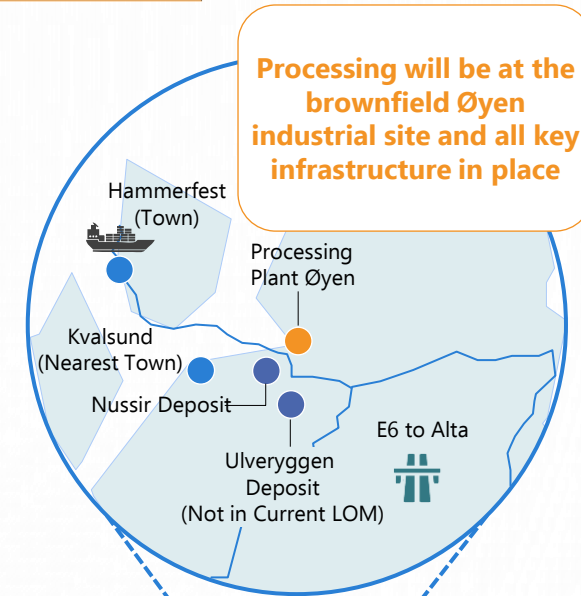 Processing will be at the
brownfield Øyen
industrial site and all key
infrastructure in place
Hammerfest
(Town)
Processing
Plant Øyen
Kvalsund
(Nearest Town)
Nussir Deposit
E6 to Alta
Ulveryggen
Deposit
(Not in Current LOM)